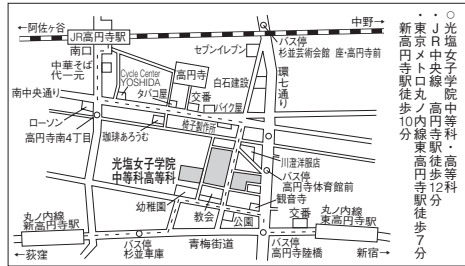 ○光塩女子学院中等科・高等科
・JR中央線　高円寺駅徒歩12分
・東京メトロ丸ノ内線東高円寺駅徒歩7分
新高円寺駅徒歩10分
←阿佐ヶ谷
中野→
JR高円寺駅
南口
セブンイレブン
バス停
杉並芸術会館 座・高円寺前
中華そば
代一元
Cycle Center
YOSHIDA
タバコ屋
高円寺
白石建設
環七通り
南中央通り
交番
バイク屋
ローソン
高円寺南4丁目
椅子製作所
珈琲あろうむ
光塩女子学院
中等科高等科
川澄洋服店
バス停
高円寺体育館前
幼稚園
教会
観音寺
公園
交番
丸ノ内線
新高円寺駅
丸ノ内線
東高円寺駅
←荻窪
バス停
杉並車庫
青梅街道
バス停
高円寺陸橋
新宿→